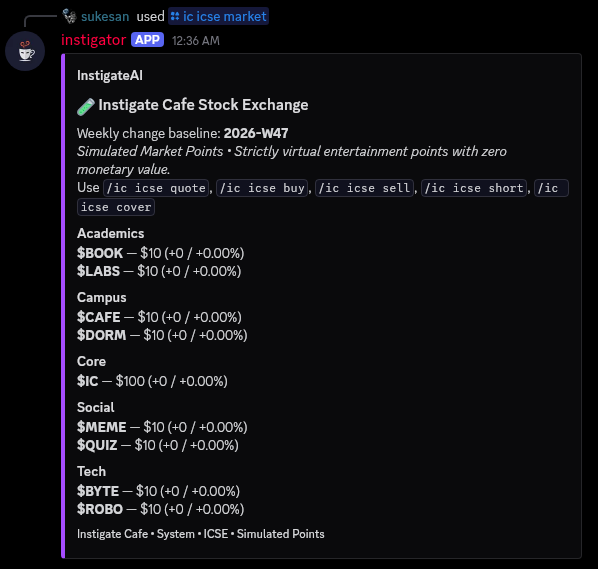 sukesan used ic icse market
instigator APP 12:36 AM
InstigateAI
Instigate Cafe Stock Exchange
Weekly change baseline: 2026-W47
Simulated Market Points • Strictly virtual entertainment points with zero
monetary value.
Use /ic icse quote, /ic icse buy, /ic icse sell, /ic icse short, /ic
icse cover
Academics
$BOOK — $10 (+0 / +0.00%)
$LABS — $10 (+0 / +0.00%)
Campus
$CAFE — $10 (+0 / +0.00%)
$DORM — $10 (+0 / +0.00%)
Core
$IC — $100 (+0 / +0.00%)
Social
$MEME — $10 (+0 / +0.00%)
$QUIZ — $10 (+0 / +0.00%)
Tech
$BYTE — $10 (+0 / +0.00%)
$ROBO — $10 (+0 / +0.00%)
Instigate Cafe • System • ICSE • Simulated Points